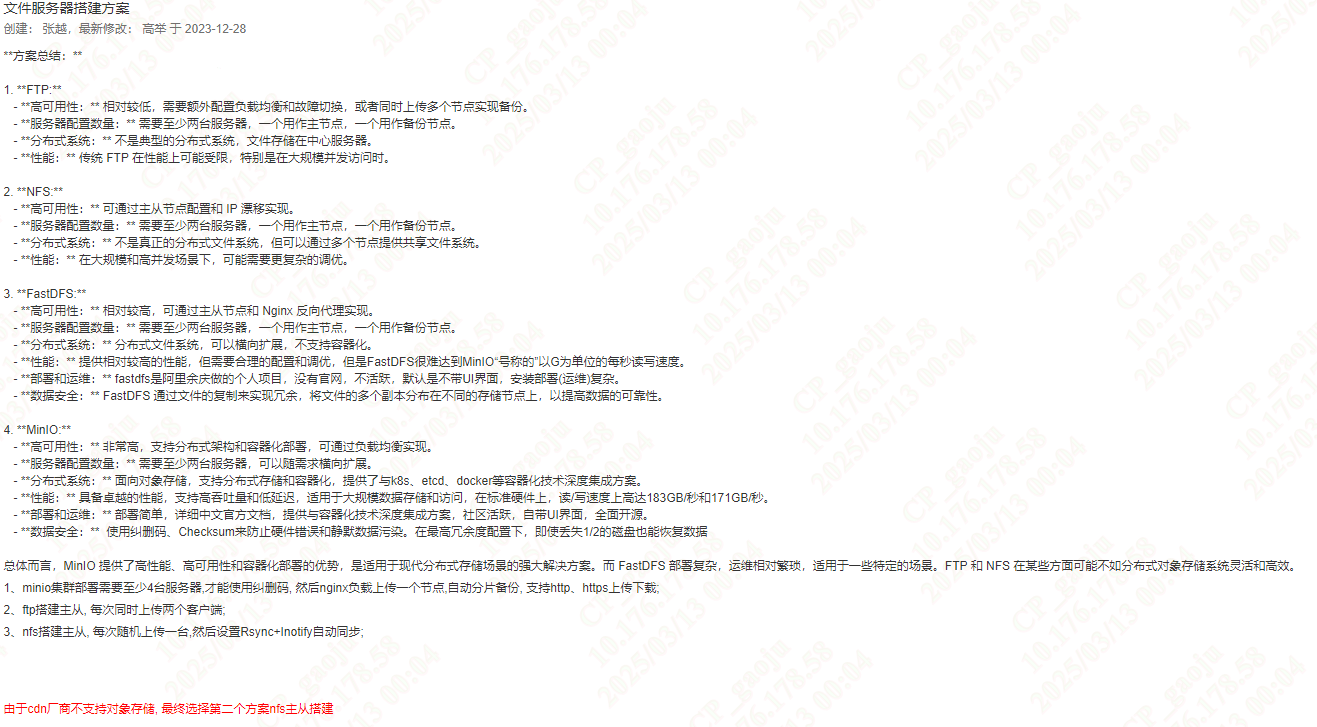 文件服务器搭建方案
创建： 张越，最新修改： 高举 于 2023-12-28
**方案总结：**
1. **FTP:**
- **高可用性：** 相对较低，需要额外配置负载均衡和故障切换，或者同时上传多个节点实现备份。
- **服务器配置数量：** 需要至少两台服务器，一个用作主节点，一个用作备份节点。
- **分布式系统：** 不是典型的分布式系统，文件存储在中心服务器。
- **性能：** 传统 FTP 在性能上可能受限，特别是在大规模并发访问时。
2. **NFS:**
- **高可用性：** 可通过主从节点配置和 IP 漂移实现。
- **服务器配置数量：** 需要至少两台服务器，一个用作主节点，一个用作备份节点。
- **分布式系统：** 不是真正的分布式文件系统，但可以通过多个节点提供共享文件系统。
- **性能：** 在大规模和高并发场景下，可能需要更复杂的调优。
3. **FastDFS:**
- **高可用性：** 相对较高，可通过主从节点和 Nginx 反向代理实现。
- **服务器配置数量：** 需要至少两台服务器，一个用作主节点，一个用作备份节点。
- **分布式系统：** 分布式文件系统，可以横向扩展，不支持容器化。
- **性能：** 提供相对较高的性能，但需要合理的配置和调优，但是FastDFS很难达到MinIO“号称的”以G为单位的每秒读写速度。
- **部署和运维：** fastdfs是阿里余庆做的个人项目，没有官网，不活跃，默认是不带UI界面，安装部署(运维)复杂。
- **数据安全：** FastDFS 通过文件的复制来实现冗余，将文件的多个副本分布在不同的存储节点上，以提高数据的可靠性。
4. **MinIO:**
- **高可用性：** 非常高，支持分布式架构和容器化部署，可通过负载均衡实现。
- **服务器配置数量：** 需要至少两台服务器，可以随需求横向扩展。
- **分布式系统：** 面向对象存储，支持分布式存储和容器化，提供了与k8s、etcd、docker等容器化技术深度集成方案。
- **性能：** 具备卓越的性能，支持高吞吐量和低延迟，适用于大规模数据存储和访问，在标准硬件上，读/写速度上高达183GB/秒和171GB/秒。
- **部署和运维：** 部署简单，详细中文官方文档，提供与容器化技术深度集成方案，社区活跃，自带UI界面，全面开源。
- **数据安全：** 使用纠删码、Checksum来防止硬件错误和静默数据污染。在最高冗余度配置下，即使丢失1/2的磁盘也能恢复数据
总体而言，MinIO 提供了高性能、高可用性和容器化部署的优势，是适用于现代分布式存储场景的强大解决方案。而 FastDFS 部署复杂，运维相对繁琐，适用于一些特定的场景。FTP 和 NFS 在某些方面可能不如分布式对象存储系统灵活和高效。
1、minio集群部署需要至少4台服务器,才能使用纠删码, 然后nginx负载上传一个节点,自动分片备份, 支持http、https上传下载;
2、ftp搭建主从, 每次同时上传两个客户端;
3、nfs搭建主从, 每次随机上传一台,然后设置Rsync+Inotify自动同步;
由于cdn厂商不支持对象存储, 最终选择第二个方案nfs主从搭建
CP_gaoju
10.176.178.58
2025/03/13 00:04